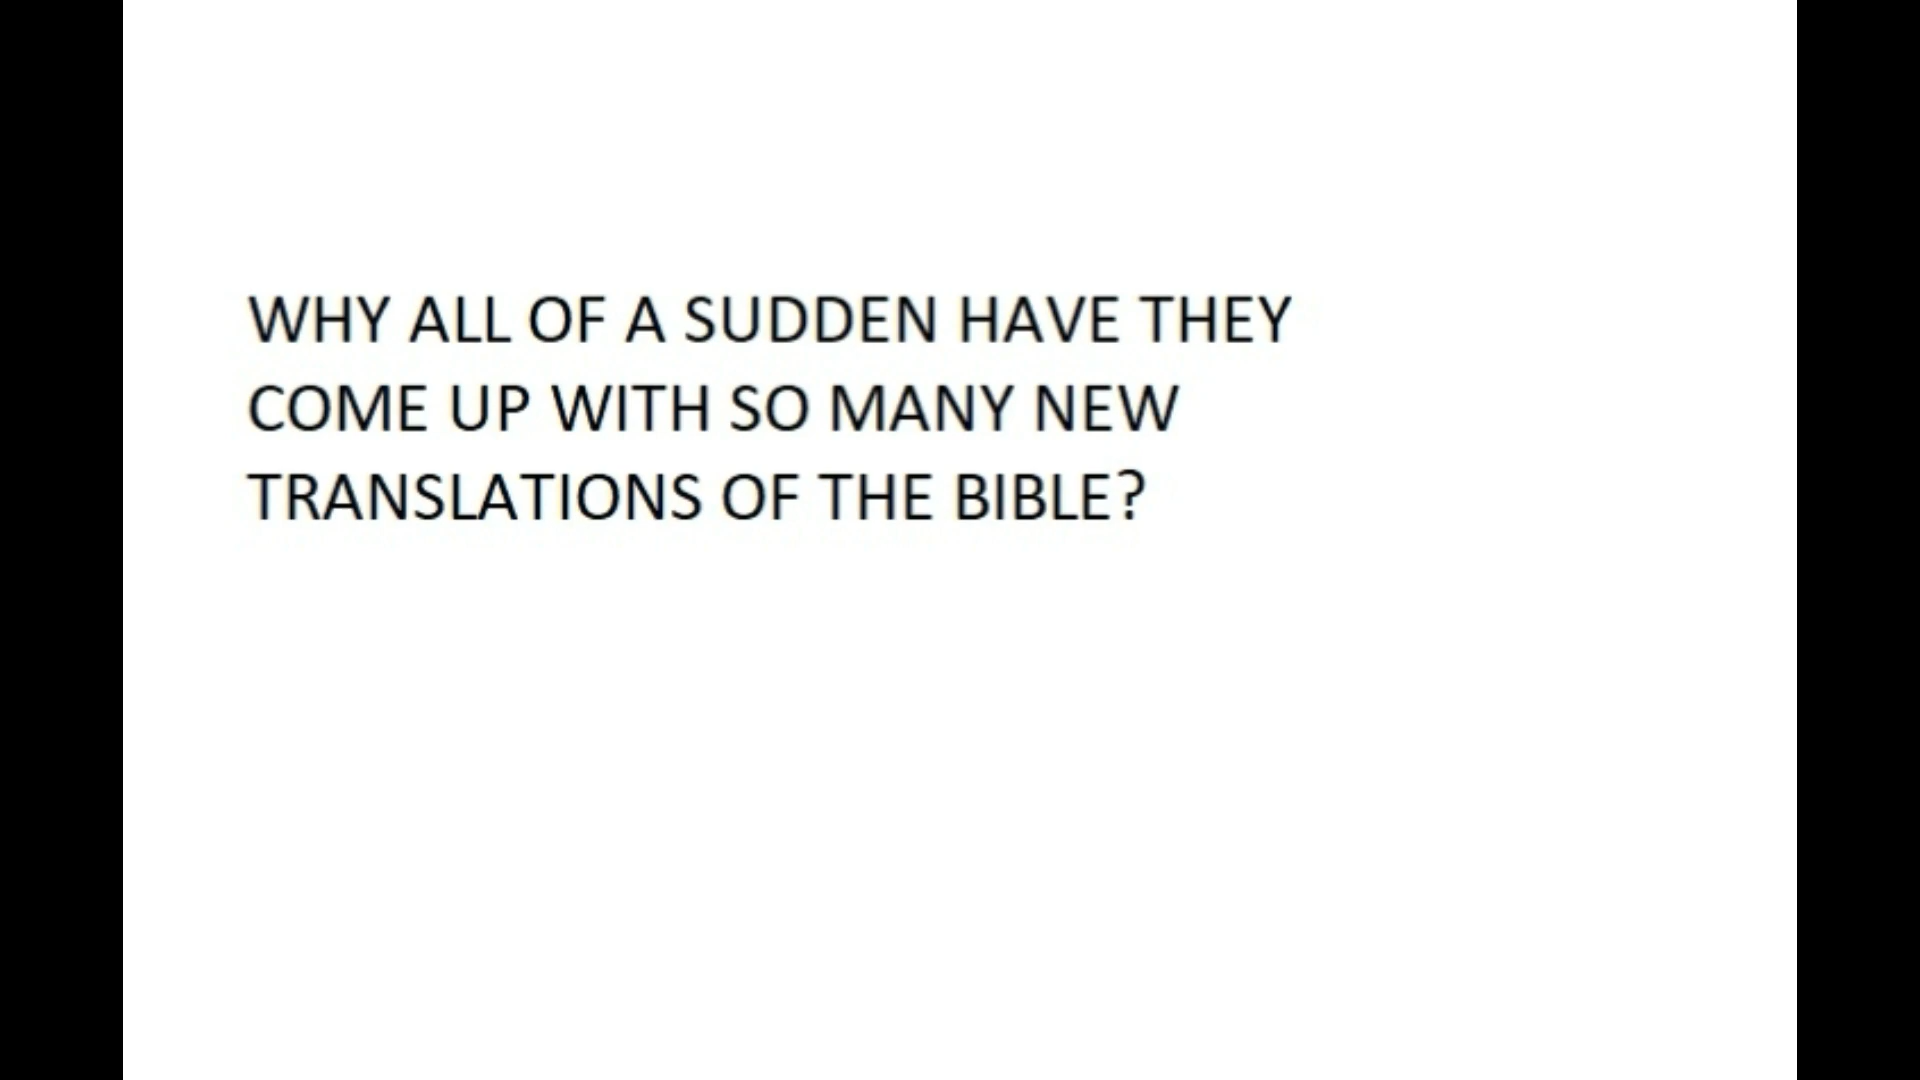 WHY ALL OF A SUDDEN HAVE THEY
COME UP WITH SO MANY NEW
TRANSLATIONS OF THE BIBLE?